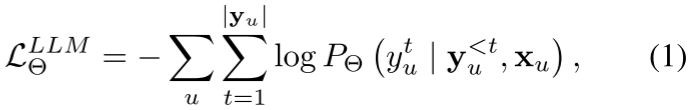 $\mathcal{L}_{\Theta}^{LLM} = -\sum_{u}\sum_{t=1}^{|\mathbf{y}_u|} \log P_{\Theta}\left(y_u^t \mid \mathbf{y}_u^{<t}, \mathbf{x}_u\right),$ (1)